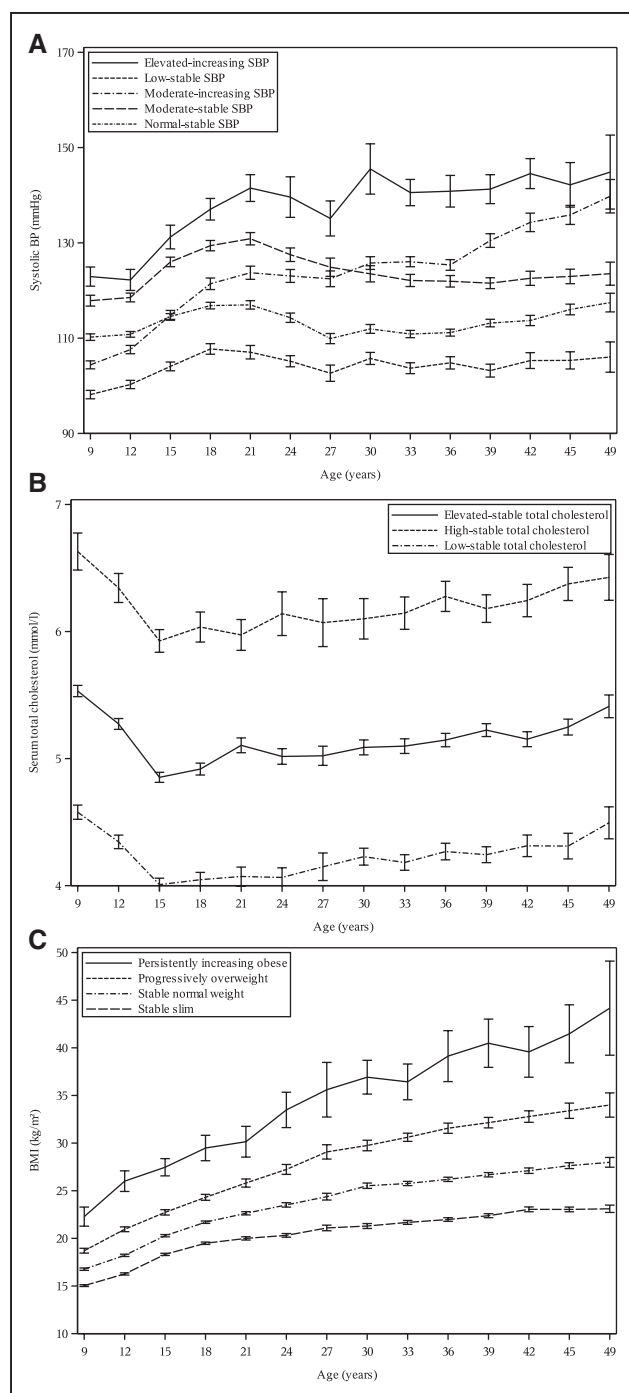 A
170
150
130
110
90
Systolic BP (mmHg)
Elevated-increasing SBP
Low-stable SBP
Moderate-increasing SBP
Moderate-stable SBP
Normal-stable SBP
9 12 15 18 21 24 27 30 33 36 39 42 45 49
Age (years)
B
7
6
5
4
Serum total cholesterol (mmol/l)
Elevated-stable total cholesterol
High-stable total cholesterol
Low-stable total cholesterol
9 12 15 18 21 24 27 30 33 36 39 42 45 49
Age (years)
C
50
45
40
35
30
25
20
15
10
BMI (kg/m²)
Persistently increasing obese
Progressively overweight
Stable normal weight
Stable slim
9 12 15 18 21 24 27 30 33 36 39 42 45 49
Age (years)